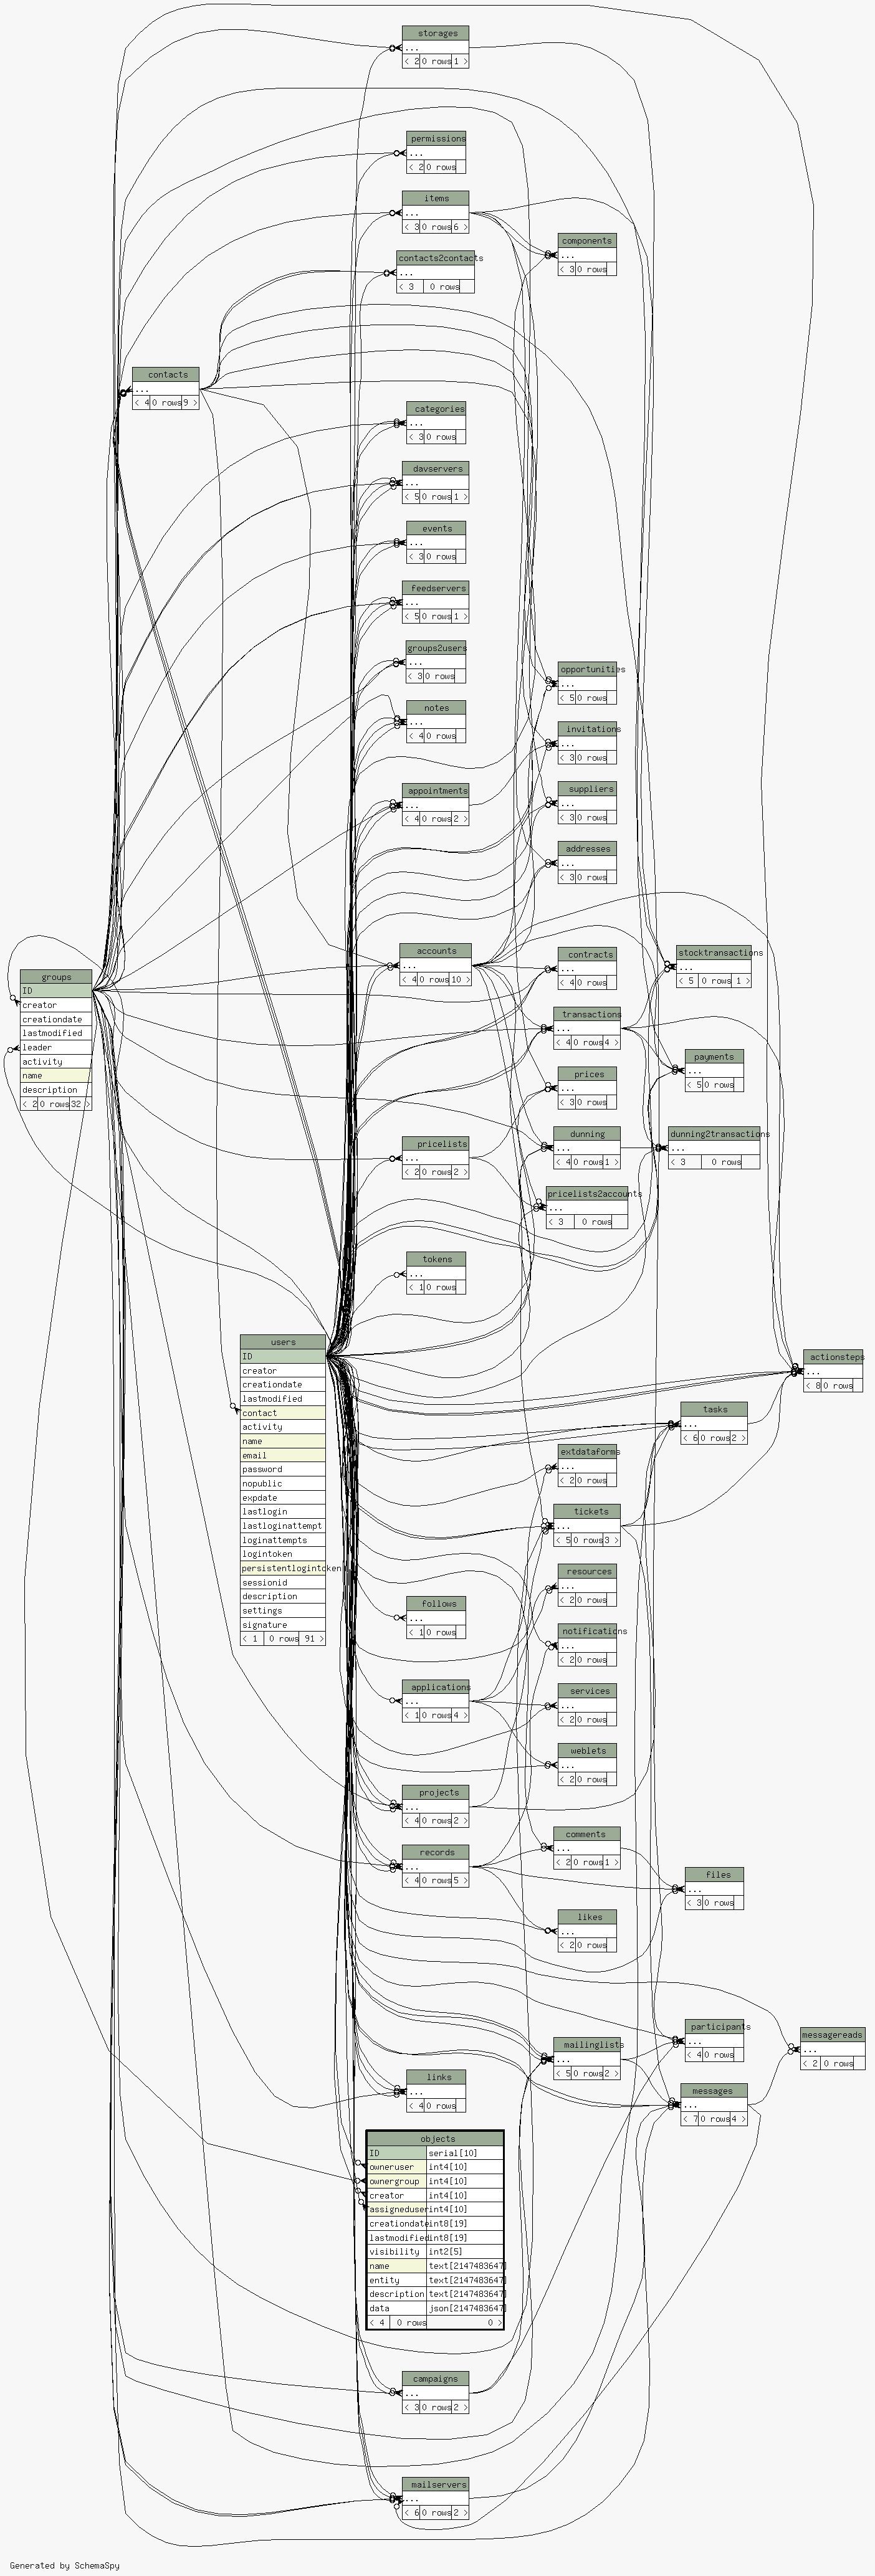 storages
...
< 2 0 rows 1 >
permissions
...
< 2 0 rows
items
...
< 3 0 rows 6 >
components
...
< 3 0 rows
contacts2contacts
...
< 3 0 rows
contacts
...
< 4 0 rows 9 >
categories
...
< 3 0 rows
davservers
...
< 5 0 rows 1 >
events
...
< 3 0 rows
feedservers
...
< 5 0 rows 1 >
groups2users
...
< 3 0 rows
opportunities
...
< 5 0 rows
notes
...
< 4 0 rows
invitations
...
< 3 0 rows
appointments
...
< 4 0 rows 2 >
suppliers
...
< 3 0 rows
addresses
...
< 3 0 rows
accounts
...
< 4 0 rows 10 >
contracts
...
< 4 0 rows
stocktransactions
...
< 5 0 rows 1 >
groups
ID
creator
creationdate
lastmodified
leader
activity
name
description
< 2 0 rows 32 >
transactions
...
< 4 0 rows 4 >
payments
...
< 5 0 rows
prices
...
< 3 0 rows
dunning
...
< 4 0 rows 1 >
dunning2transactions
...
< 3 0 rows
pricelists
...
< 2 0 rows 2 >
pricelists2accounts
...
< 3 0 rows
tokens
...
< 1 0 rows
users
ID
creator
creationdate
lastmodified
contact
activity
name
email
password
nopublic
expdate
lastlogin
lastloginattempt
loginattempts
logintoken
persistentlogintoken
sessionid
description
settings
signature
< 1 0 rows 91 >
actionsteps
...
< 8 0 rows
tasks
...
< 6 0 rows 2 >
extdataforms
...
< 2 0 rows
tickets
...
< 5 0 rows 3 >
resources
...
< 2 0 rows
follows
...
< 1 0 rows
notifications
...
< 2 0 rows
applications
...
< 1 0 rows 4 >
services
...
< 2 0 rows
weblets
...
< 2 0 rows
projects
...
< 4 0 rows 2 >
comments
...
< 2 0 rows 1 >
records
...
< 4 0 rows 5 >
files
...
< 3 0 rows
likes
...
< 2 0 rows
participants
...
< 4 0 rows
messagereads
...
< 2 0 rows
mailinglists
...
< 5 0 rows 2 >
links
...
< 4 0 rows
messages
...
< 7 0 rows 4 >
objects
ID serial[10]
owneruser int4[10]
ownergroup int4[10]
creator int4[10]
assigneduser int4[10]
creationdate int8[19]
lastmodified int8[19]
visibility int2[5]
name text[2147483647]
entity text[2147483647]
description text[2147483647]
data json[2147483647]
< 4 0 rows 0 >
campaigns
...
< 3 0 rows 2 >
mailservers
...
< 6 0 rows 2 >
Generated by SchemaSpy